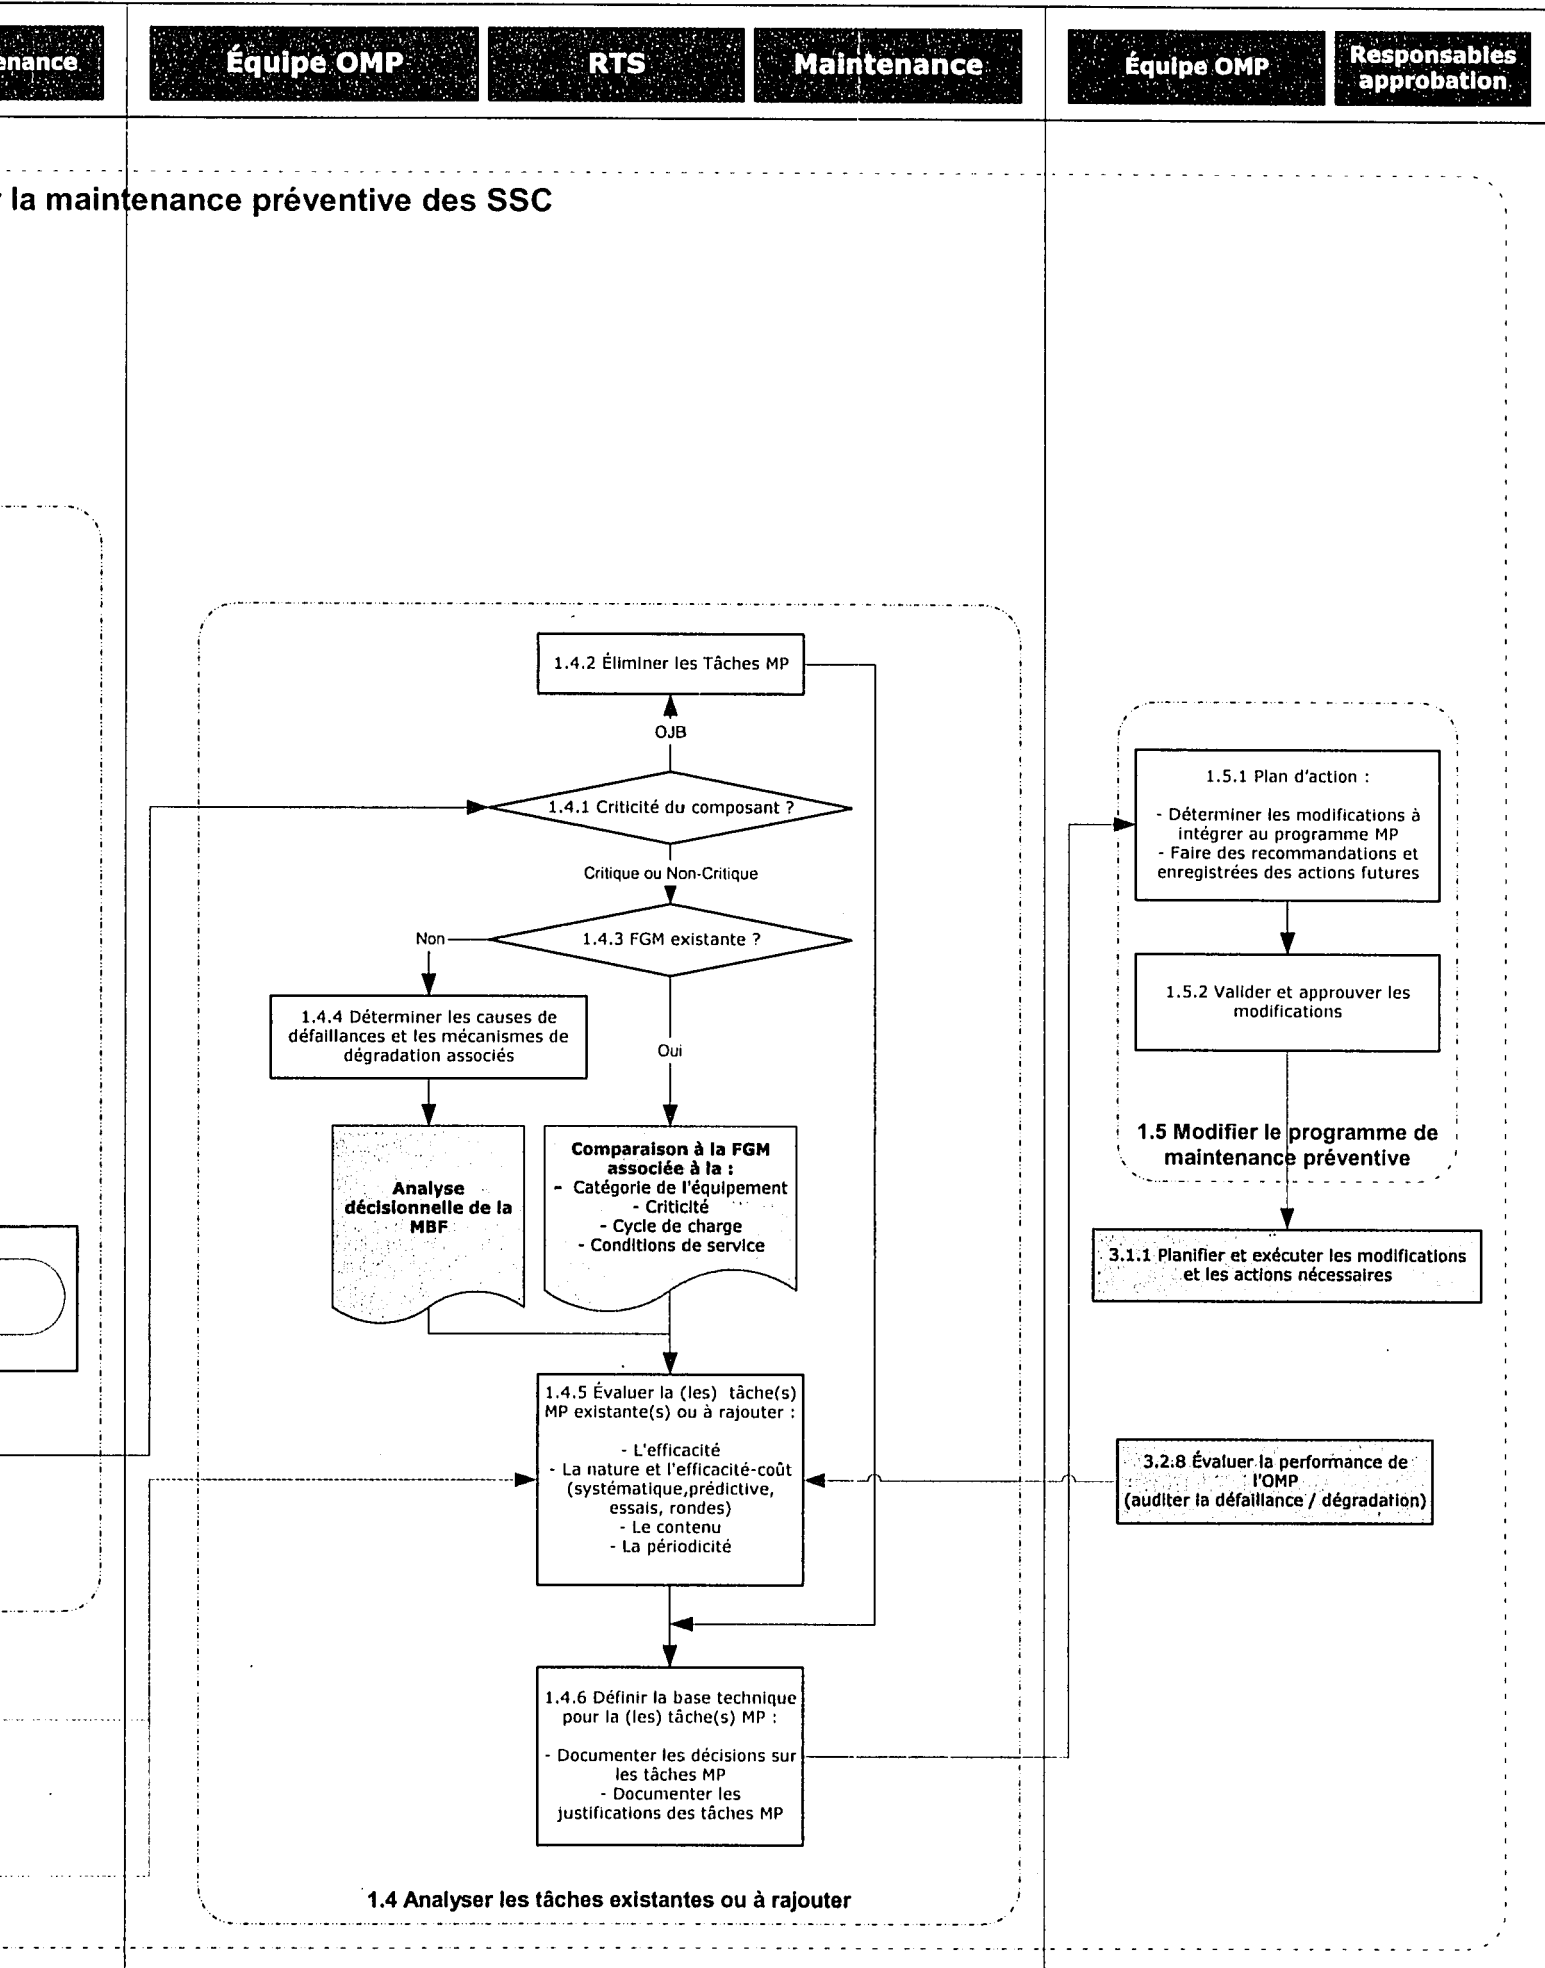 enance
Équipe OMP
RTS
Maintenance
Équipe OMP
Responsables
approbation
la maintenance préventive des SSC
1.4.2 Éliminer les Tâches MP
OJB
1.4.1 Criticité du composant ?
Critique ou Non-Critique
Non
1.4.3 FGM existante ?
1.4.4 Déterminer les causes de
défaillances et les mécanismes de
dégradation associés
Oui
Analyse
décisionnelle de la
MBF
Comparaison à la FGM
associée à la :
- Catégorie de l'équipement
- Criticité
- Cycle de charge
- Conditions de service
1.4.5 Évaluer la (les) tâche(s)
MP existante(s) ou à rajouter :
- L'efficacité
- La nature et l'efficacité-coût
(systématique,prédictive,
essais, rondes)
- Le contenu
- La périodicité
1.4.6 Définir la base technique
pour la (les) tâche(s) MP :
- Documenter les décisions sur
les tâches MP
- Documenter les
justifications des tâches MP
1.4 Analyser les tâches existantes ou à rajouter
1.5.1 Plan d'action :
- Déterminer les modifications à
intégrer au programme MP
- Faire des recommandations et
enregistrées des actions futures
1.5.2 Valider et approuver les
modifications
1.5 Modifier le programme de
maintenance préventive
3.1.1 Planifier et exécuter les modifications
et les actions nécessaires
3.2.8 Évaluer la performance de
l'OMP
(auditer la défaillance / dégradation)